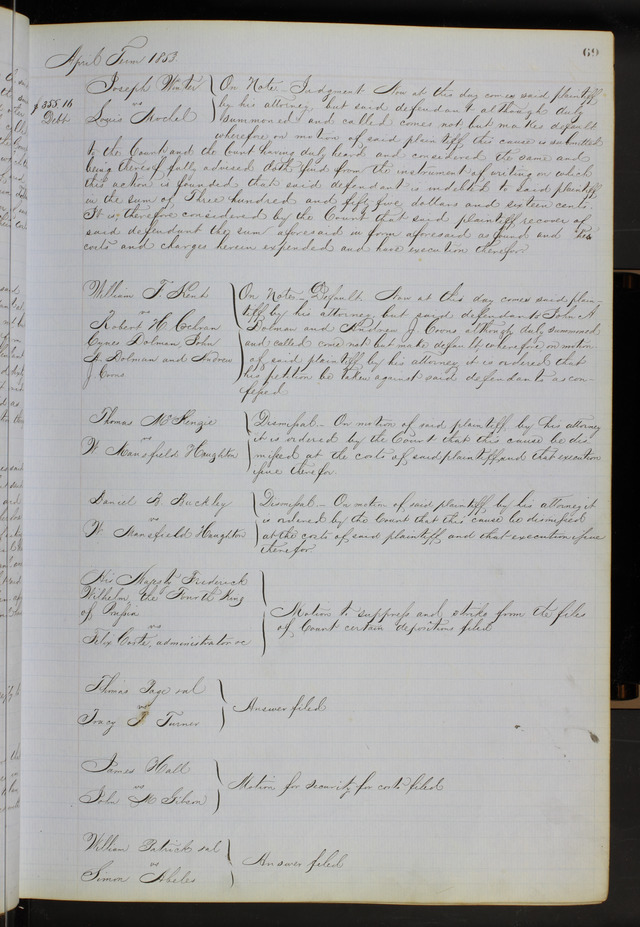 69
April Term 1853.
Joseph Winter
vs
Louis Mochel
$355.16
Debt
On Note. Judgment Now at this day comes said plaintiff
by his attorney but said defendant although duly
summoned and called comes not but makes default
wherefore on motion of said plaintiff this cause is submitted
to the Court and the Court having duly heard and considered the same and
being thereof fully advised doth find from the instrument of writing on which
this action is founded that said defendant is indebted to said plaintiff
in the sum of Three hundred and fifty five dollars and sixteen cents
It is therefore considered by the Court that said plaintiff recover of
said defendant the sum aforesaid in form aforesaid as found and his
costs and charges herein expended and have execution therefor
William T.
vs
Robert H.
Dolman John
A. Dolman and Andrew
J. Coons
On Note. Default Now at this day comes said plain-
tiff by his attorney but said defendants John A
Dolman and Andrew J Coons although duly summoned
and called come not but make default wherefore on motion
of said plaintiff by his attorney it is ordered that
his petition be taken against said defendants as con-
fessed
Thomas McKenzie
vs
W Mansfield Houghton
Dismissal - On motion of said plaintiff by his attorney
it is ordered by the Court that this cause be dis-
missed at the costs of said plaintiff and that execution
issue therefor
Daniel R. Buckley
vs
W. Mansfield Houghton
Dismissal - On motion of said plaintiff by his attorney it
is ordered by the Court that this cause be dismissed
at the costs of said plaintiff and that execution issue
therefor
His Majesty Frederick
Wilhelm the Fourth King
of Prussia
vs
Felix Coste, administrator &c
Motion to suppress and strike from the files
of Court certain depositions filed
Thomas Page et al
vs
Tracy Turner
Answer filed
James Hall
vs
John M Gibson
Motion for security for costs filed
William Patrick et al
vs
Simon Abeles
Answer filed